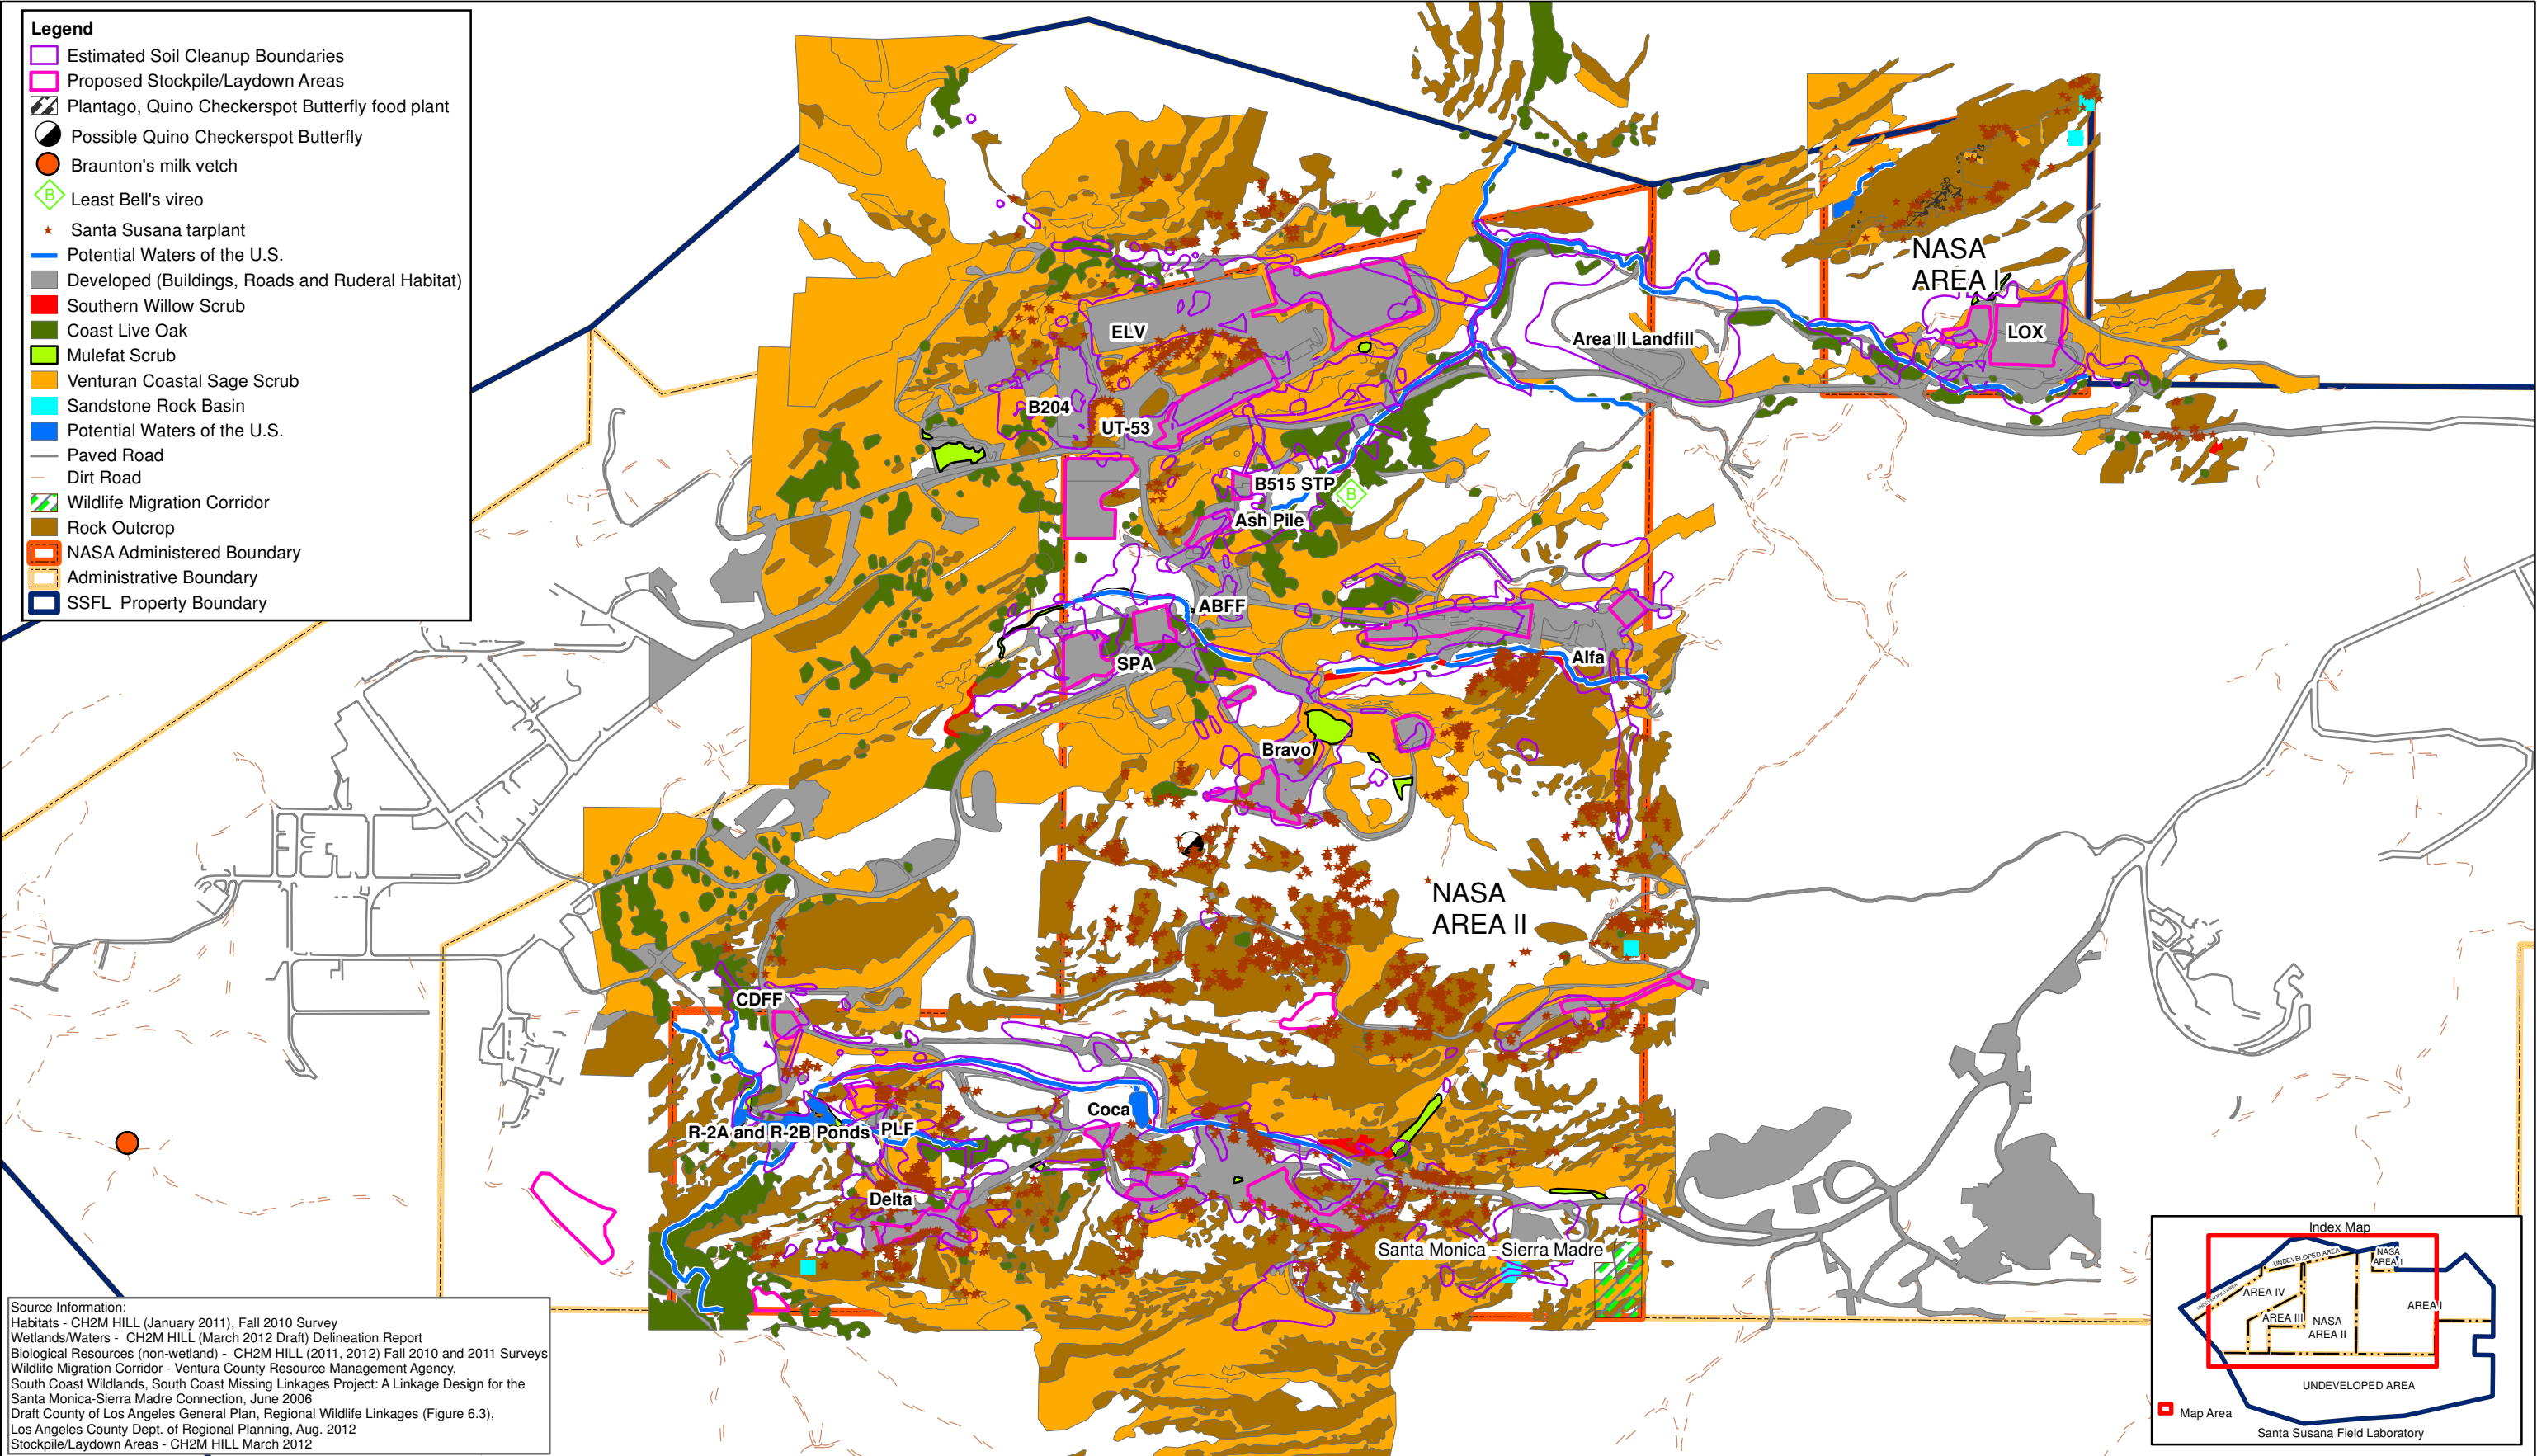 Legend
Estimated Soil Cleanup Boundaries
Proposed Stockpile/Laydown Areas
Plantago, Quino Checkerspot Butterfly food plant
Possible Quino Checkerspot Butterfly
Braunton's milk vetch
B
Least Bell's vireo
Santa Susana tarplant
Potential Waters of the U.S.
Developed (Buildings, Roads and Ruderal Habitat)
Southern Willow Scrub
Coast Live Oak
Mulefat Scrub
Venturan Coastal Sage Scrub
Sandstone Rock Basin
Potential Waters of the U.S.
Paved Road
Dirt Road
Wildlife Migration Corridor
Rock Outcrop
NASA Administered Boundary
Administrative Boundary
SSFL Property Boundary
NASA
AREA I
ELV
Area II Landfill
LOX
B204
UT-53
B515 STP
B
Ash Pile
ABFF
SPA
Alfa
Bravo
NASA
AREA II
CDFF
Coca
R-2A and R-2B Ponds
PLF
Delta
Santa Monica - Sierra Madre
Source Information:
Habitats - CH2M HILL (January 2011), Fall 2010 Survey
Wetlands/Waters - CH2M HILL (March 2012 Draft) Delineation Report
Biological Resources (non-wetland) - CH2M HILL (2011, 2012) Fall 2010 and 2011 Surveys
Wildlife Migration Corridor - Ventura County Resource Management Agency,
South Coast Wildlands, South Coast Missing Linkages Project: A Linkage Design for the
Santa Monica-Sierra Madre Connection, June 2006
Draft County of Los Angeles General Plan, Regional Wildlife Linkages (Figure 6.3),
Los Angeles County Dept. of Regional Planning, Aug. 2012
Stockpile/Laydown Areas - CH2M HILL March 2012
Index Map
UNDEVELOPED AREA
NASA
AREA 1
UNDEVELOPED AREA
AREA IV
AREA I
AREA III
NASA
AREA II
UNDEVELOPED AREA
Map Area
Santa Susana Field Laboratory